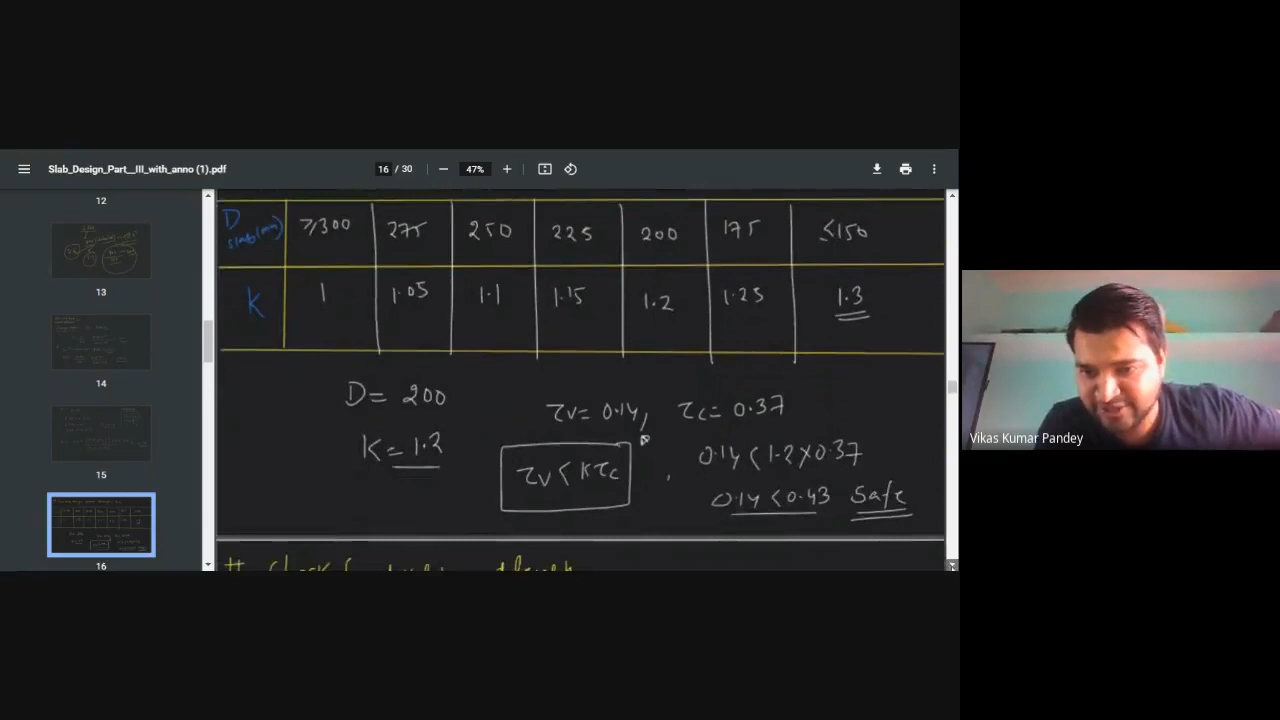 Slab_Design_Part__III_with_anno (1).pdf
16 / 30
47%
12
13
14
15
16
D slab(mm) ≥300 275 250 225 200 175 ≤150
K 1 1.05 1.1 1.15 1.2 1.25 1.3
D = 200
τv = 0.14, τc = 0.37
K = 1.2
τv < kτc , 0.14 < 1.2 × 0.37
0.14 < 0.43 Safe
Vikas Kumar Pandey